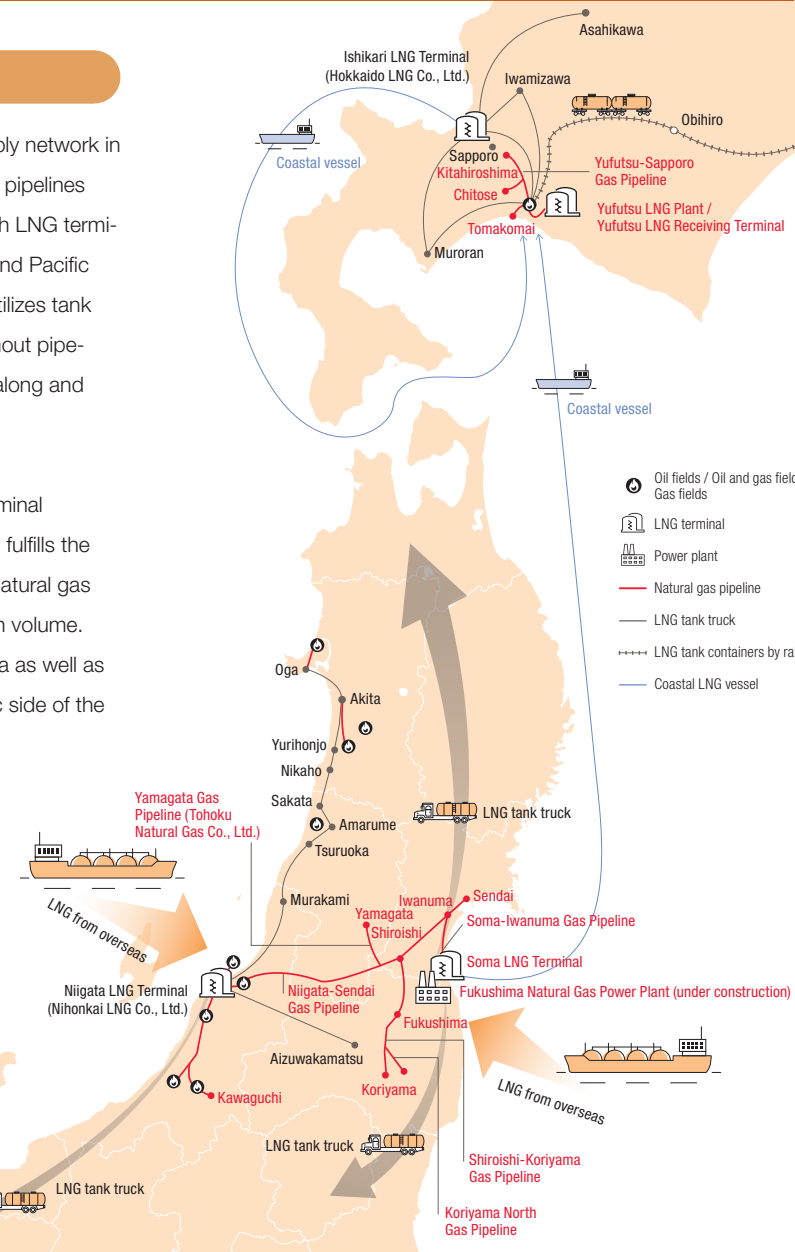 ply network in
pipelines
h LNG termi-
nd Pacific
tilizes tank
out pipe-
along and
minal
fulfills the
atural gas
n volume.
a as well as
c side of the
Asahikawa
Ishikari LNG Terminal
(Hokkaido LNG Co., Ltd.)
Iwamizawa
Obihiro
Coastal vessel
Sapporo
Kitahiroshima
Chitose
Tomakomai
Yufutsu-Sapporo
Gas Pipeline
Yufutsu LNG Plant /
Yufutsu LNG Receiving Terminal
Muroran
Coastal vessel
Oil fields / Oil and gas field
Gas fields
LNG terminal
Power plant
Natural gas pipeline
LNG tank truck
LNG tank containers by ra
Coastal LNG vessel
Oga
Akita
Yurihonjo
Nikaho
Sakata
Amarume
Tsuruoka
Murakami
LNG tank truck
Yamagata Gas
Pipeline (Tohoku
Natural Gas Co., Ltd.)
LNG from overseas
Iwanuma
Sendai
Yamagata
Shiroishi
Soma-Iwanuma Gas Pipeline
Soma LNG Terminal
Fukushima Natural Gas Power Plant (under construction)
Niigata LNG Terminal
(Nihonkai LNG Co., Ltd.)
Niigata-Sendai
Gas Pipeline
Fukushima
Aizuwakamatsu
Koriyama
Kawaguchi
LNG from overseas
LNG tank truck
Shiroishi-Koriyama
Gas Pipeline
LNG tank truck
Koriyama North
Gas Pipeline